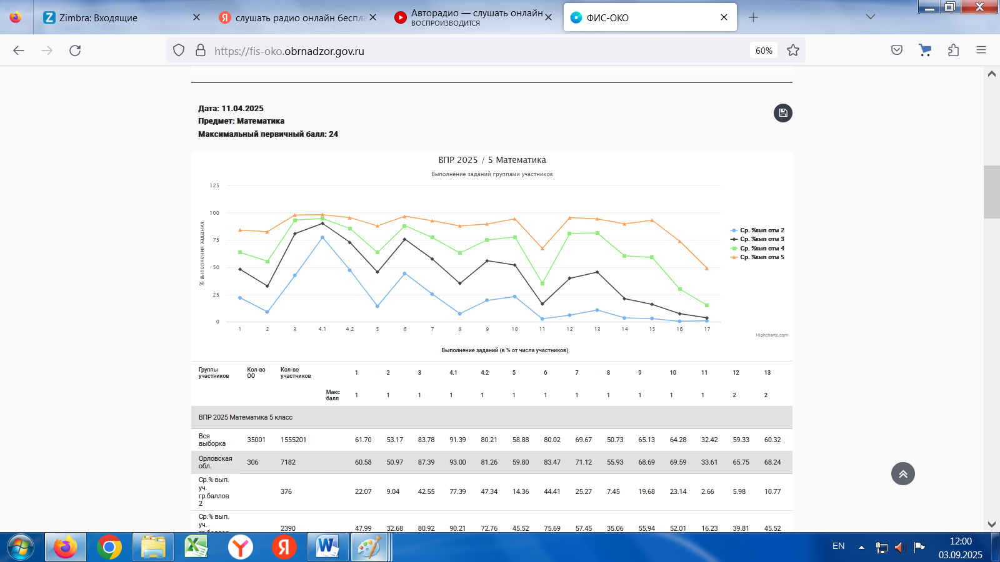 Zimbra: Входящие
слушать радио онлайн беспла
Авторадио — слушать онлайн
ВОСПРОИЗВОДИТСЯ
ФИС-ОКО
https://fis-oko.obrnadzor.gov.ru
60%
Дата: 11.04.2025
Предмет: Математика
Максимальный первичный балл: 24
ВПР 2025 / 5 Математика
Выполнение заданий группами участников
% выполнения задания
125
100
75
50
25
0
1 2 3 4.1 4.2 5 6 7 8 9 10 11 12 13 14 15 16 17
Ср. %вып отм 2
Ср. %вып отм 3
Ср. %вып отм 4
Ср. %вып отм 5
Highcharts.com
Выполнение заданий (в % от числа участников)
Группы участников Кол-во ОО Кол-во участников 1 2 3 4.1 4.2 5 6 7 8 9 10 11 12 13
Макс балл 1 1 1 1 1 1 1 1 1 1 1 1 2 2
ВПР 2025 Математика 5 класс
Вся выборка 35001 1555201 61.70 53.17 83.78 91.39 80.21 58.88 80.02 69.67 50.73 65.13 64.28 32.42 59.33 60.32
Орловская обл. 306 7182 60.58 50.97 87.39 93.00 81.26 59.80 83.47 71.12 55.93 68.69 69.59 33.61 65.75 68.24
Ср.% вып. уч. гр.баллов 2 376 22.07 9.04 42.55 77.39 47.34 14.36 44.41 25.27 7.45 19.68 23.14 2.66 5.98 10.77
Ср.% вып. уч. 2390 47.99 32.68 80.92 90.21 72.76 45.52 75.69 57.45 35.06 55.94 52.01 16.23 39.81 45.52
EN
12:00
03.09.2025